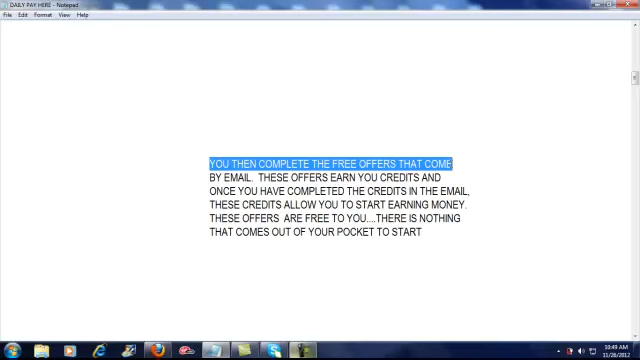 DAILY PAY HERE - Notepad
File Edit Format View Help
YOU THEN COMPLETE THE FREE OFFERS THAT COME
BY EMAIL.  THESE OFFERS EARN YOU CREDITS AND
ONCE YOU HAVE COMPLETED THE CREDITS IN THE EMAIL,
THESE CREDITS ALLOW YOU TO START EARNING MONEY.
THESE OFFERS  ARE FREE TO YOU....THERE IS NOTHING
THAT COMES OUT OF YOUR POCKET TO START
10:49 AM
11/28/2012